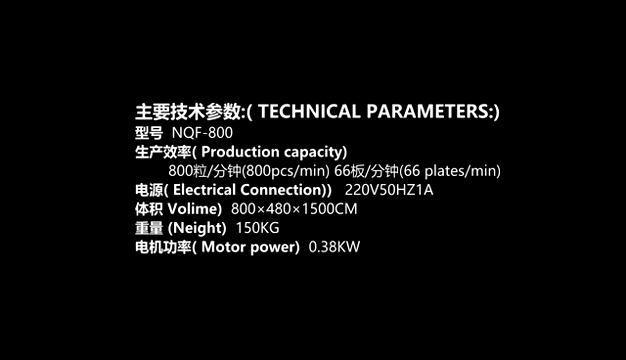 主要技术参数:( TECHNICAL PARAMETERS:)
型号 NQF-800
生产效率( Production capacity)
800粒/分钟(800pcs/min) 66板/分钟(66 plates/min)
电源( Electrical Connection)） 220V50HZ1A
体积 Volime) 800×480×1500CM
重量 (Neight) 150KG
电机功率( Motor power) 0.38KW